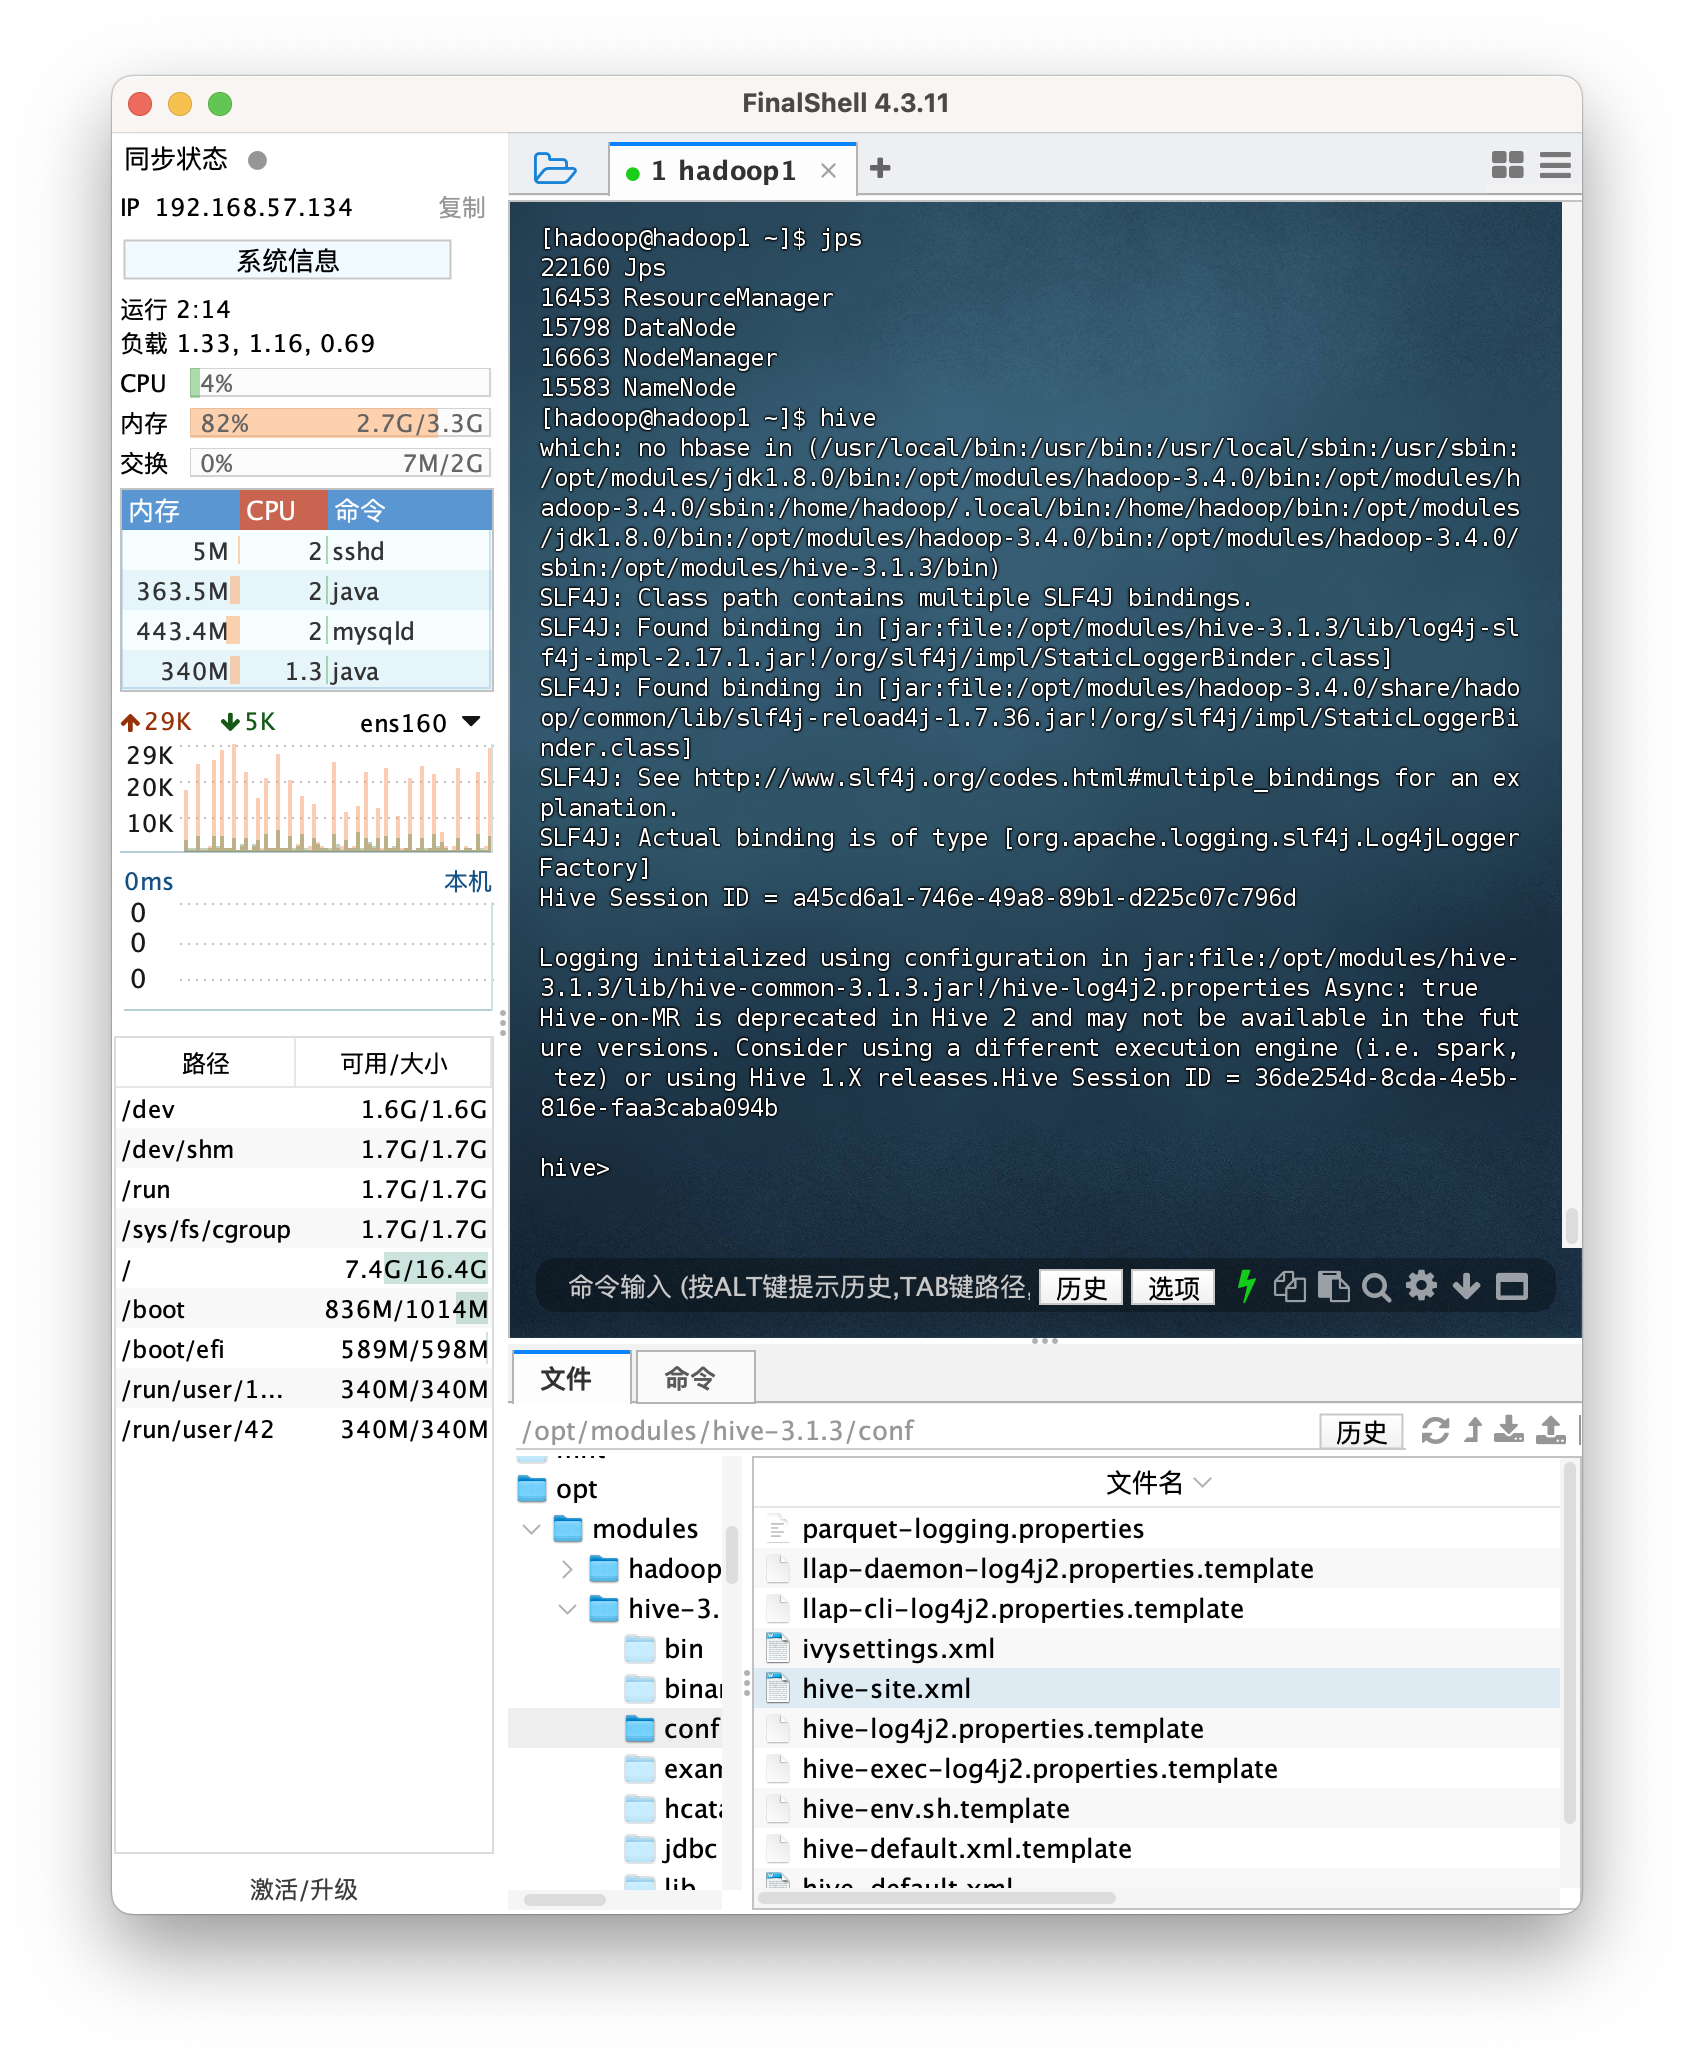 FinalShell 4.3.11
同步状态
IP 192.168.57.134 复制
系统信息
运行 2:14
负载 1.33, 1.16, 0.69
CPU 4%
内存 82% 2.7G/3.3G
交换 0% 7M/2G
内存 CPU 命令
5M 2 sshd
363.5M 2 java
443.4M 2 mysqld
340M 1.3 java
29K 5K ens160
29K
20K
10K
0ms 本机
0
0
0
路径 可用/大小
/dev 1.6G/1.6G
/dev/shm 1.7G/1.7G
/run 1.7G/1.7G
/sys/fs/cgroup 1.7G/1.7G
/ 7.4G/16.4G
/boot 836M/1014M
/boot/efi 589M/598M
/run/user/1... 340M/340M
/run/user/42 340M/340M
激活/升级
1 hadoop1
[hadoop@hadoop1 ~]$ jps
22160 Jps
16453 ResourceManager
15798 DataNode
16663 NodeManager
15583 NameNode
[hadoop@hadoop1 ~]$ hive
which: no hbase in (/usr/local/bin:/usr/bin:/usr/local/sbin:/usr/sbin:
/opt/modules/jdk1.8.0/bin:/opt/modules/hadoop-3.4.0/bin:/opt/modules/h
adoop-3.4.0/sbin:/home/hadoop/.local/bin:/home/hadoop/bin:/opt/modules
/jdk1.8.0/bin:/opt/modules/hadoop-3.4.0/bin:/opt/modules/hadoop-3.4.0/
sbin:/opt/modules/hive-3.1.3/bin)
SLF4J: Class path contains multiple SLF4J bindings.
SLF4J: Found binding in [jar:file:/opt/modules/hive-3.1.3/lib/log4j-sl
f4j-impl-2.17.1.jar!/org/slf4j/impl/StaticLoggerBinder.class]
SLF4J: Found binding in [jar:file:/opt/modules/hadoop-3.4.0/share/hado
op/common/lib/slf4j-reload4j-1.7.36.jar!/org/slf4j/impl/StaticLoggerBi
nder.class]
SLF4J: See http://www.slf4j.org/codes.html#multiple_bindings for an ex
planation.
SLF4J: Actual binding is of type [org.apache.logging.slf4j.Log4jLogger
Factory]
Hive Session ID = a45cd6a1-746e-49a8-89b1-d225c07c796d
Logging initialized using configuration in jar:file:/opt/modules/hive-
3.1.3/lib/hive-common-3.1.3.jar!/hive-log4j2.properties Async: true
Hive-on-MR is deprecated in Hive 2 and may not be available in the fut
ure versions. Consider using a different execution engine (i.e. spark,
tez) or using Hive 1.X releases.Hive Session ID = 36de254d-8cda-4e5b-
816e-faa3caba094b
hive>
命令输入 (按ALT键提示历史,TAB键路径, 历史 选项
文件 命令
/opt/modules/hive-3.1.3/conf 历史
opt
modules
hadoop
hive-3.
bin
binar
conf
exam
hcata
jdbc
lib
文件名
parquet-logging.properties
llap-daemon-log4j2.properties.template
llap-cli-log4j2.properties.template
ivysettings.xml
hive-site.xml
hive-log4j2.properties.template
hive-exec-log4j2.properties.template
hive-env.sh.template
hive-default.xml.template
hive-default.xml